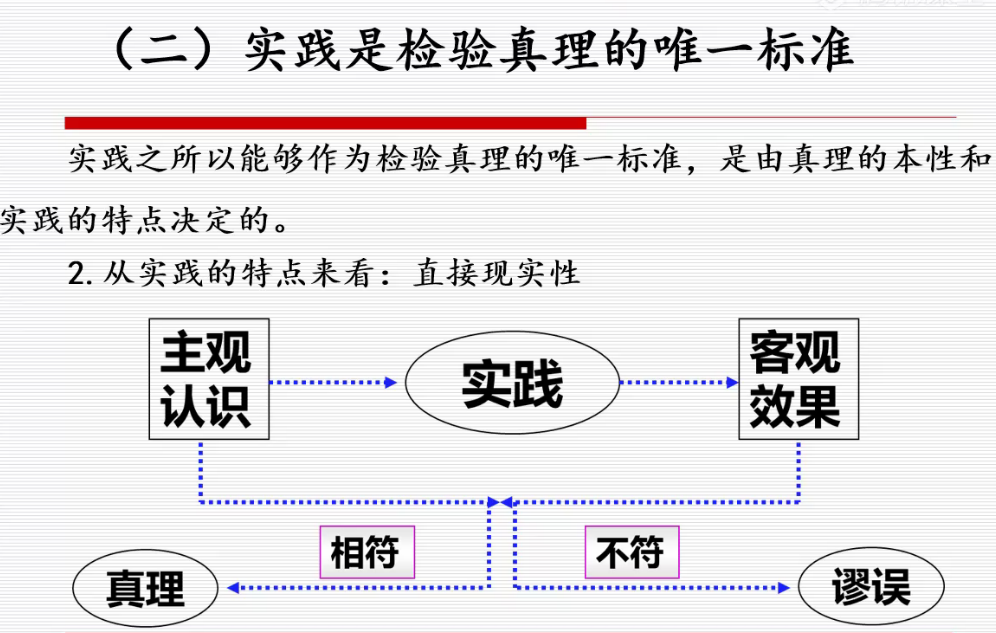 （二）实践是检验真理的唯一标准
实践之所以能够作为检验真理的唯一标准，是由真理的本性和
实践的特点决定的。
2.从实践的特点来看：直接现实性
主观
认识
实践
客观
效果
相符
不符
真理
谬误